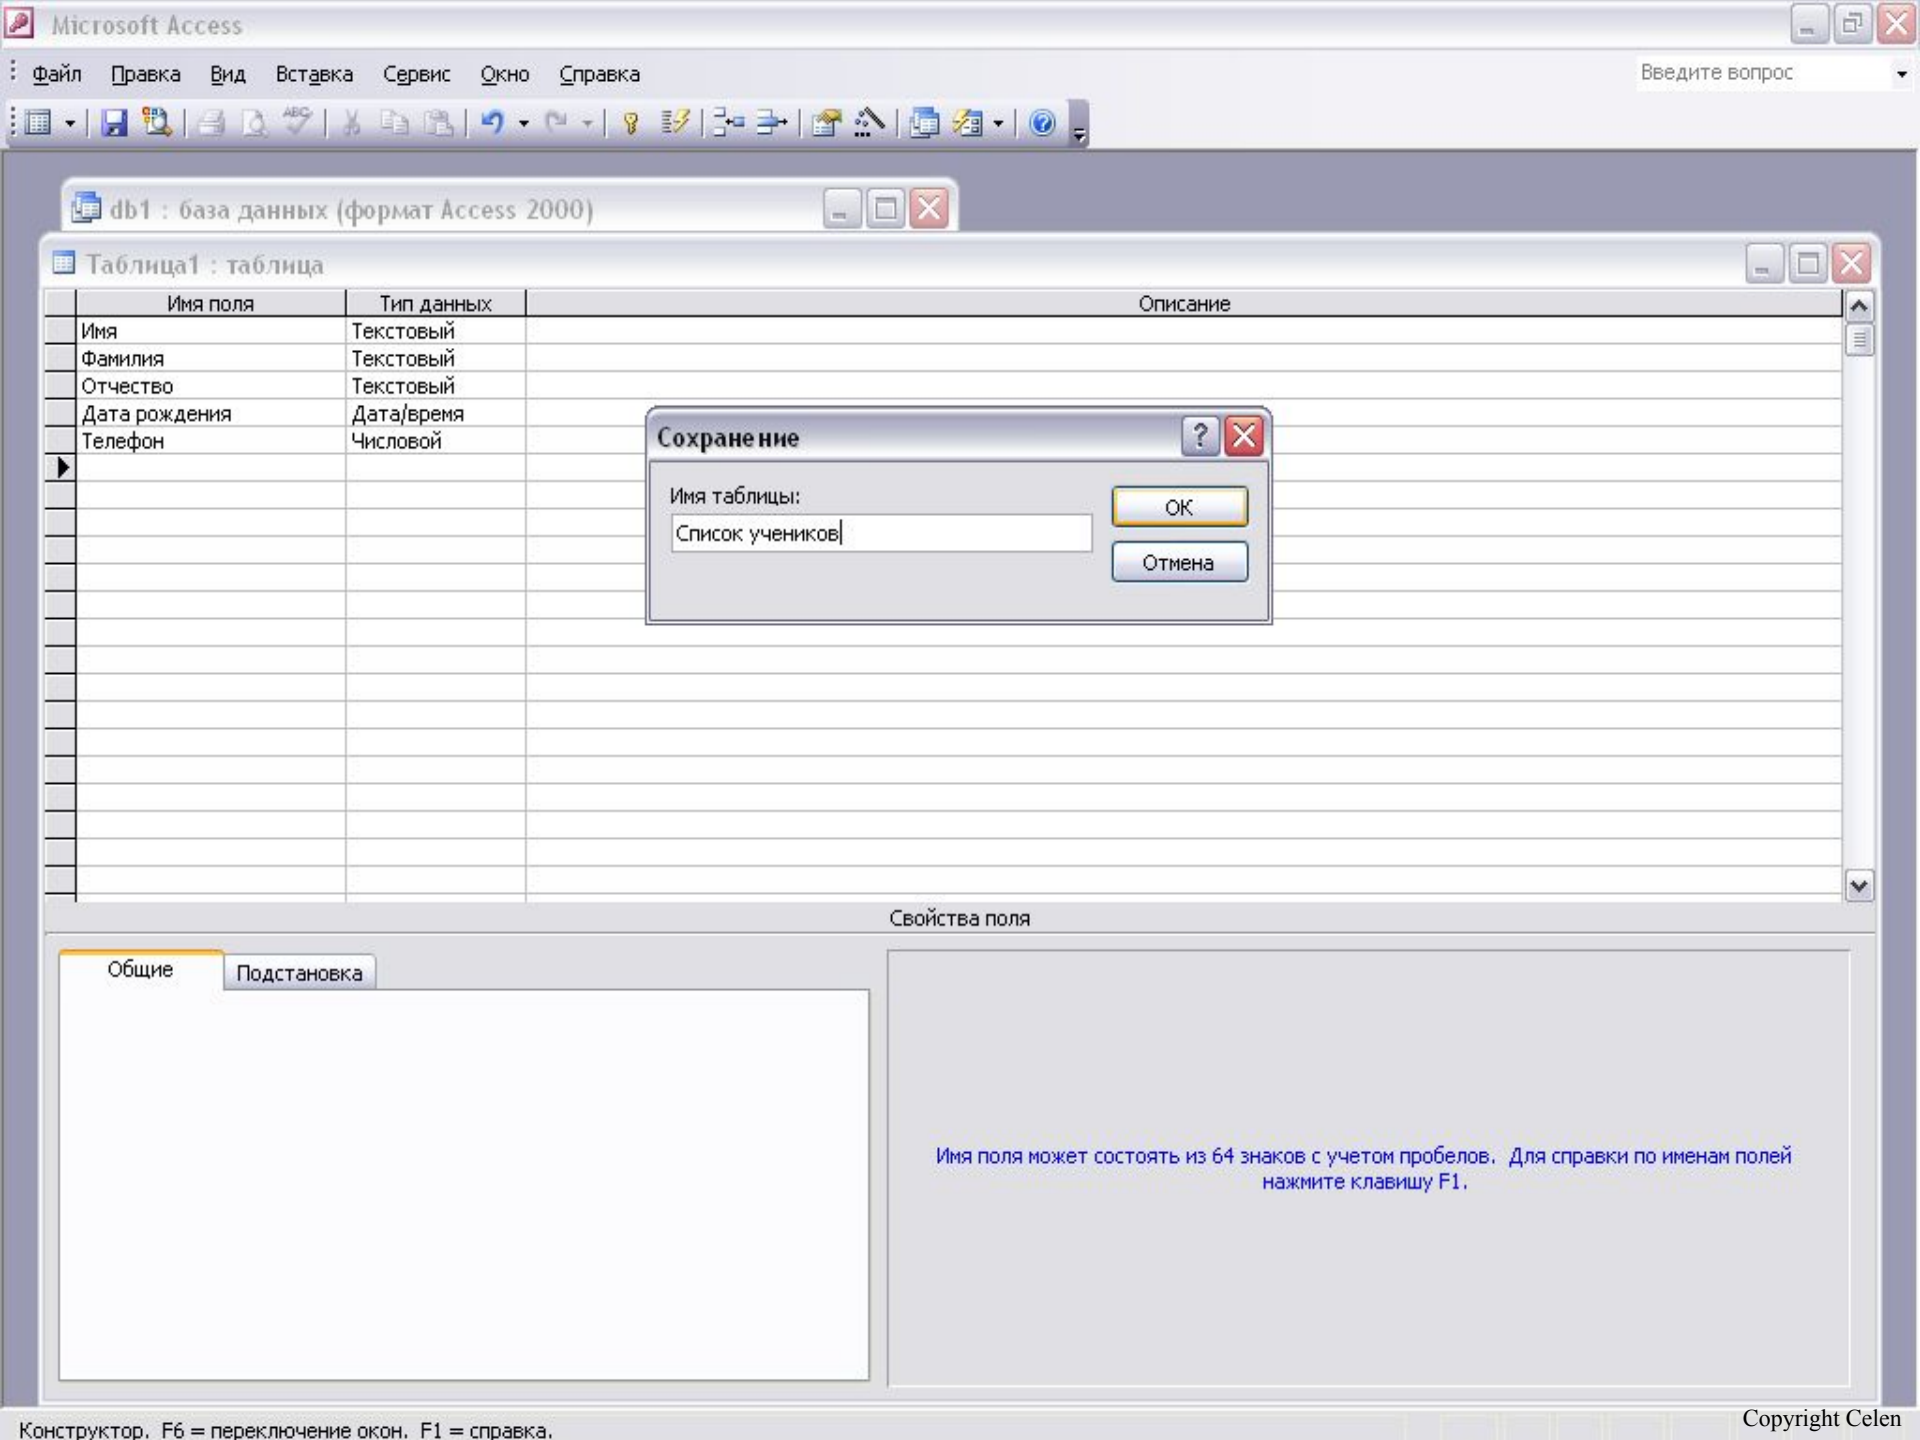 Microsoft Access
Файл Правка Вид Вставка Сервис Окно Справка
Введите вопрос
ABC
db1 : база данных (формат Access 2000)
Таблица1 : таблица
Имя поля Тип данных Описание
Имя Текстовый
Фамилия Текстовый
Отчество Текстовый
Дата рождения Дата/время
Телефон Числовой
Сохранение
Имя таблицы:
Список учеников
ОК
Отмена
Свойства поля
Общие Подстановка
Имя поля может состоять из 64 знаков с учетом пробелов. Для справки по именам полей
нажмите клавишу F1.
Конструктор. F6 = переключение окон. F1 = справка.
Copyright Celen